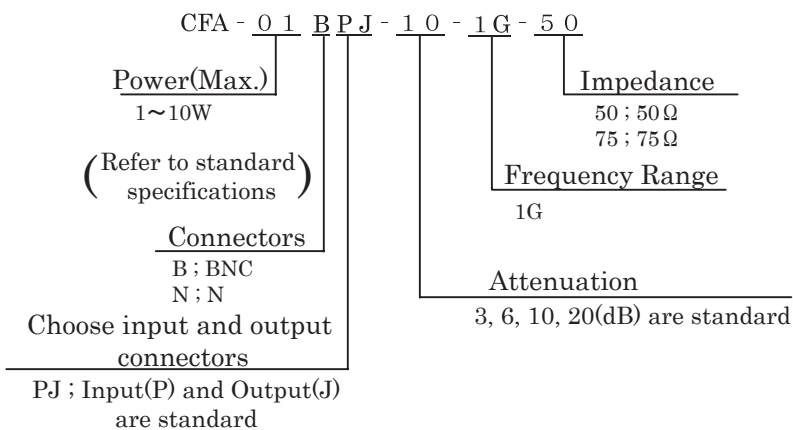 CFA - 0 1 B P J - 1 0 - 1 G - 5 0
Power(Max.)
1～10W
(Refer to standard
specifications)
Connectors
B ; BNC
N ; N
Choose input and output
connectors
PJ ; Input(P) and Output(J)
are standard
Impedance
50 ; 50Ω
75 ; 75Ω
Frequency Range
1G
Attenuation
3, 6, 10, 20(dB) are standard